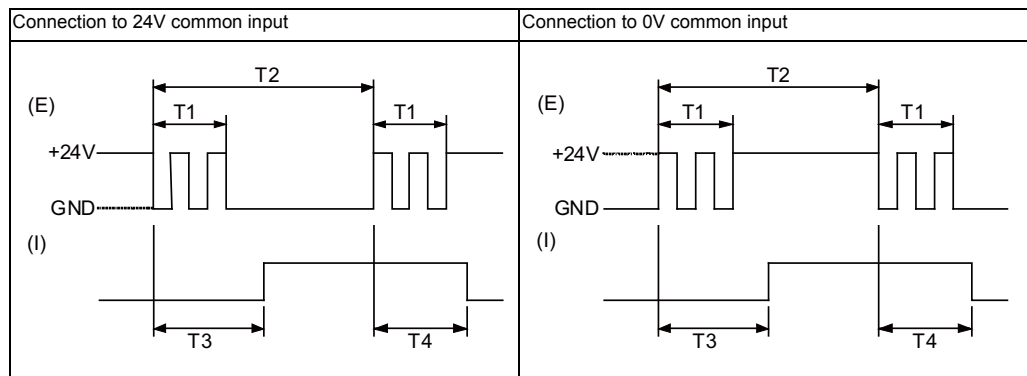 Connection to 24V common input
Connection to 0V common input
T2
(E)
T1
T1
+24V
GND
(I)
T3
T4
T2
(E)
T1
T1
+24V
GND
(I)
T3
T4